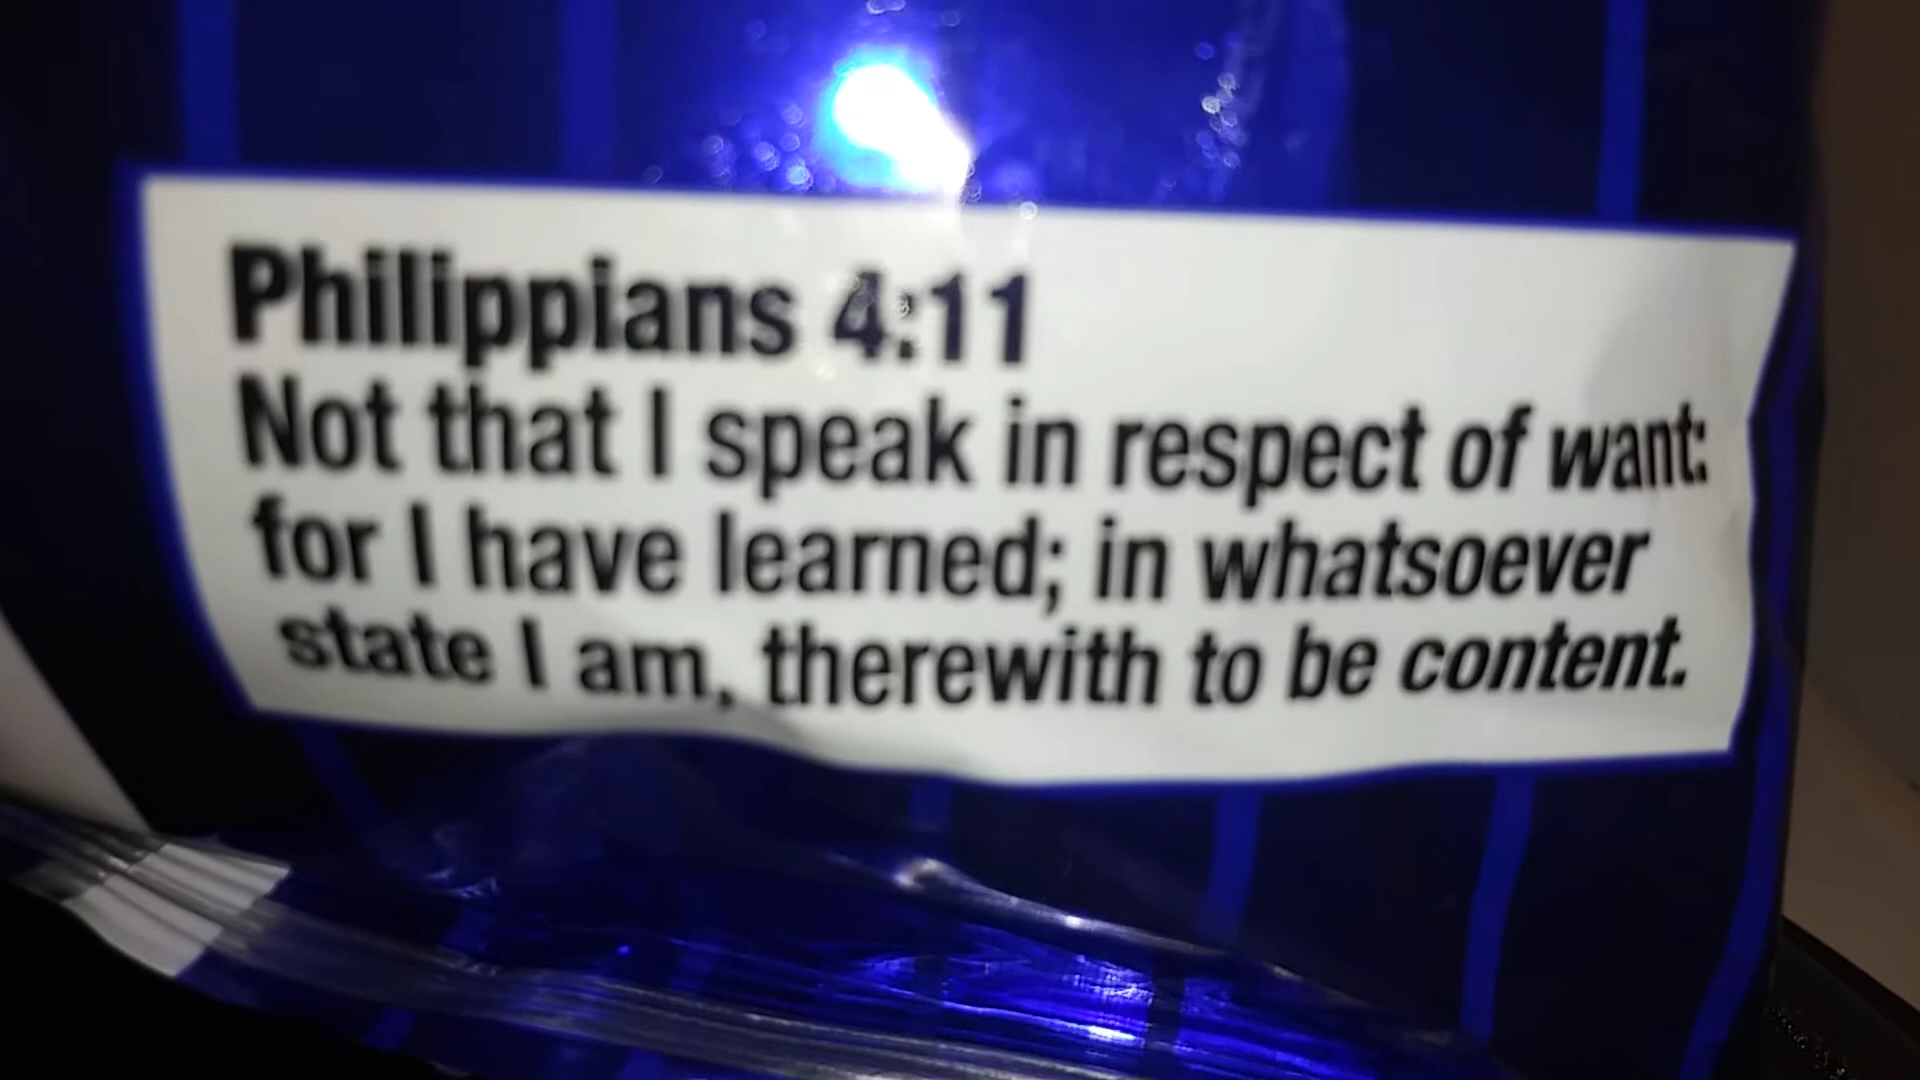 Philippians 4:11
Not that I speak in respect of want:
for I have learned; in whatsoever
state I am, therewith to be content.